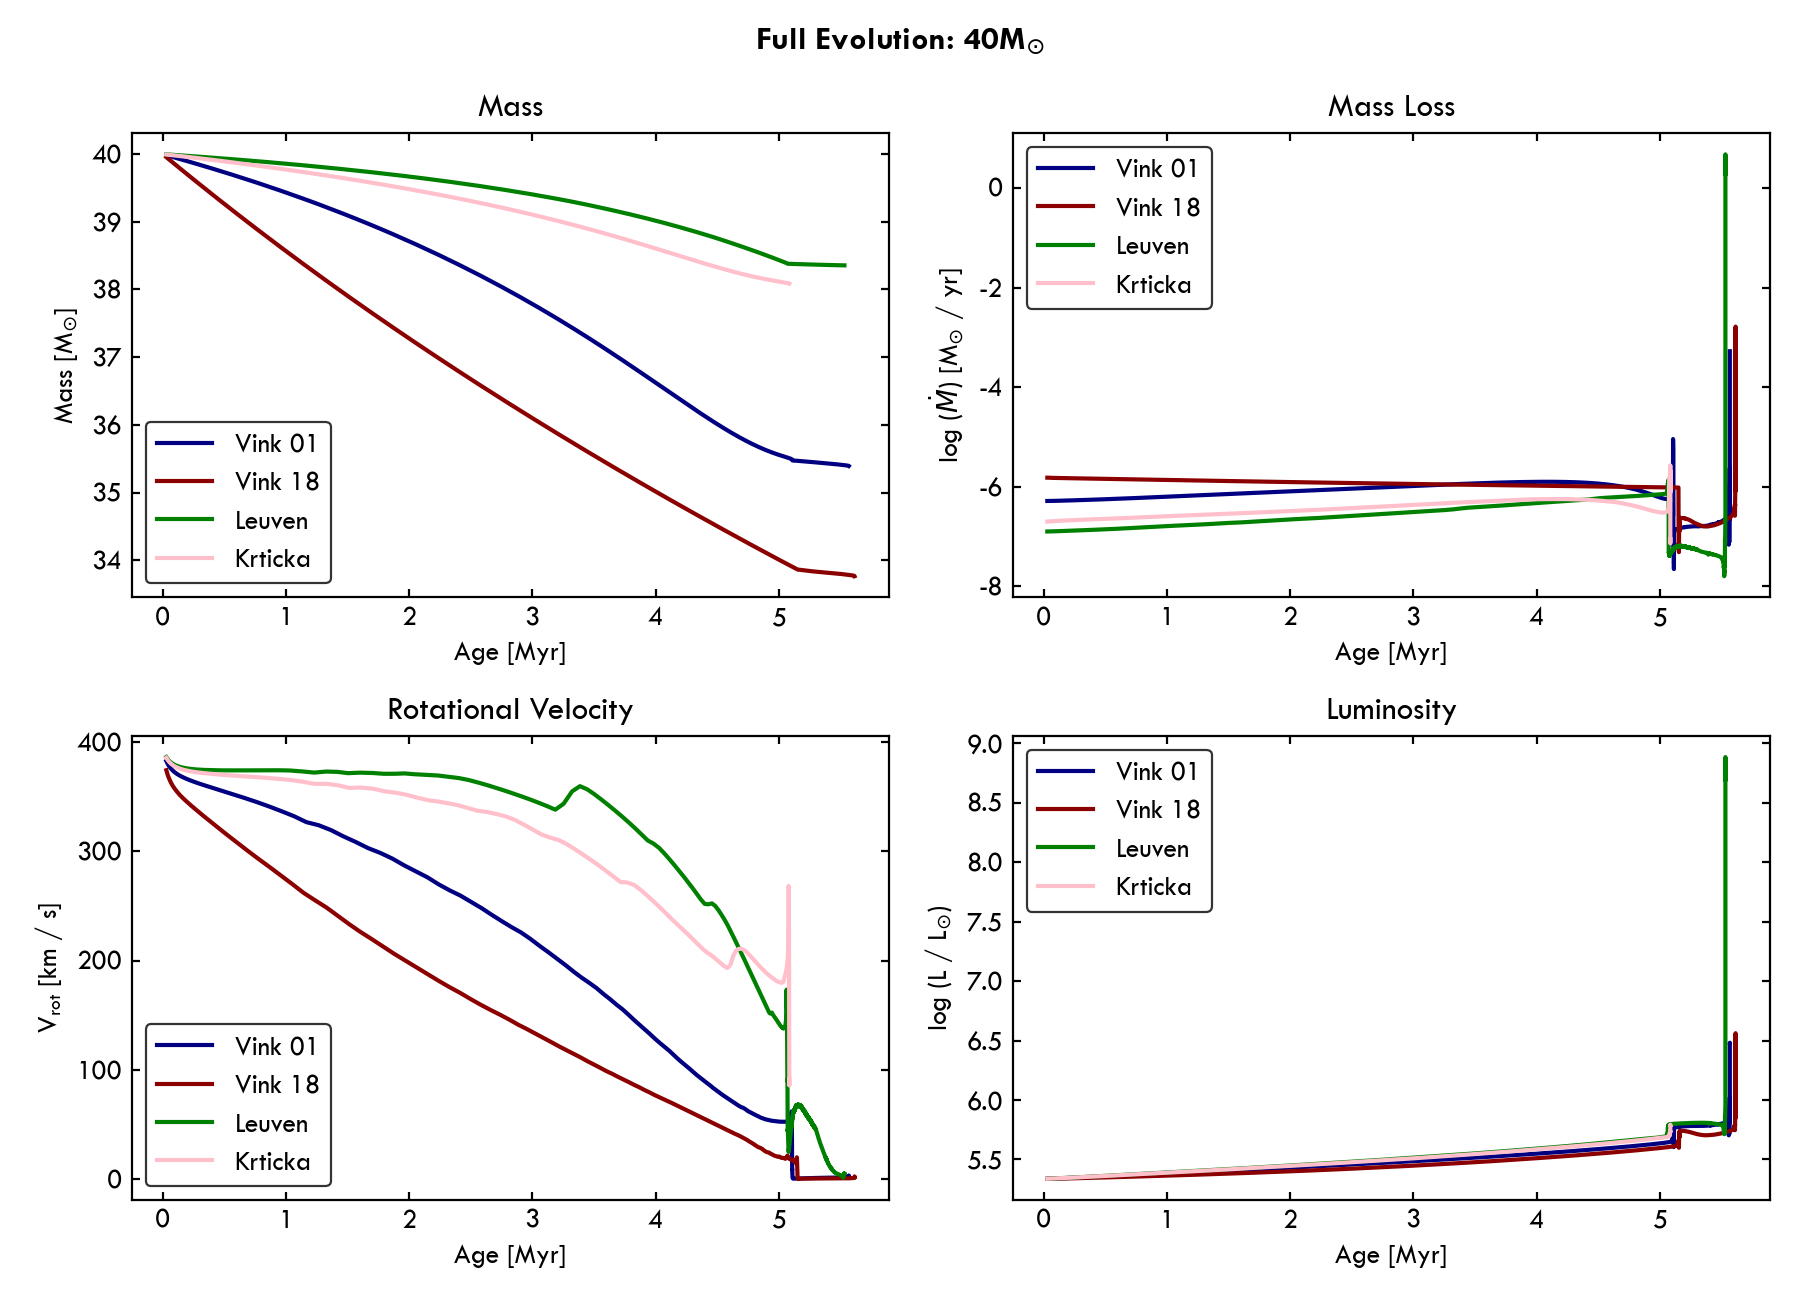 Full Evolution: 40M⊙
Mass
40
39
38
37
36
35
34
Mass [M⊙]
Vink 01
Vink 18
Leuven
Krticka
0 1 2 3 4 5
Age [Myr]
Mass Loss
0
-2
-4
-6
-8
log (Ṁ) [M⊙ / yr]
Vink 01
Vink 18
Leuven
Krticka
0 1 2 3 4 5
Age [Myr]
Rotational Velocity
400
300
200
100
0
Vrot [km / s]
Vink 01
Vink 18
Leuven
Krticka
0 1 2 3 4 5
Age [Myr]
Luminosity
9.0
8.5
8.0
7.5
7.0
6.5
6.0
5.5
log (L / L⊙)
Vink 01
Vink 18
Leuven
Krticka
0 1 2 3 4 5
Age [Myr]